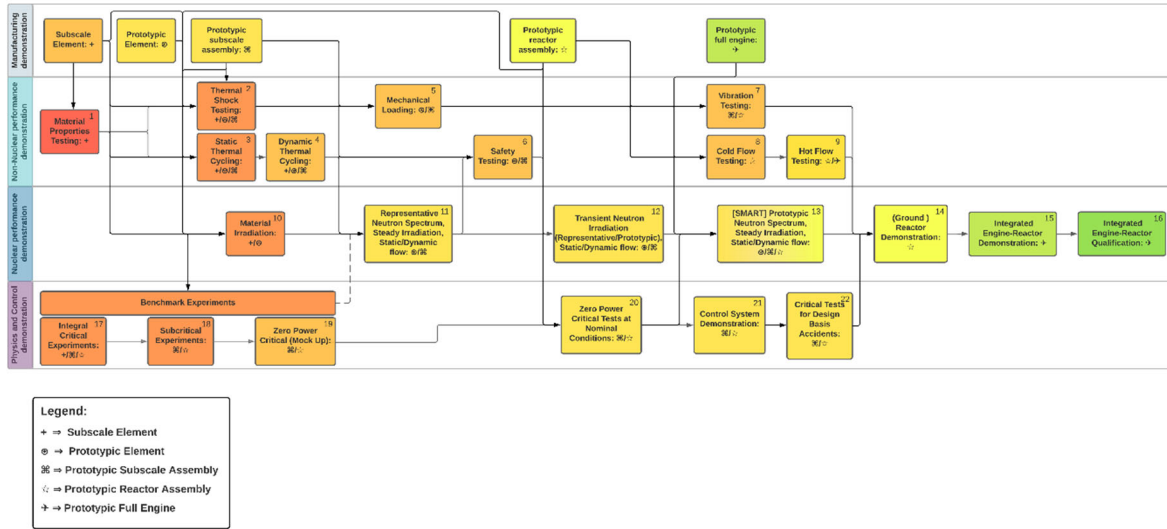 Manufacturing
demonstration
Subscale
Element: +
Prototypic
Element: ⊛
Prototypic
subscale
assembly: ⌘
Prototypic
reactor
assembly: ☆
Prototypic
full engine:
✈
Non-Nuclear performance
demonstration
1
Material
Properties
Testing: +
2
Thermal
Shock
Testing:
+/⊛/⌘
3
Static
Thermal
Cycling:
+/⊛/⌘
4
Dynamic
Thermal
Cycling:
+/⊛/⌘
5
Mechanical
Loading: ⊛/⌘
6
Safety
Testing: ⊛/⌘
7
Vibration
Testing:
⌘/☆
8
Cold Flow
Testing: ☆
9
Hot Flow
Testing: ☆/✈
Nuclear performance
demonstration
10
Material
Irradiation:
+/⊛
11
Representative
Neutron Spectrum,
Steady Irradiation,
Static/Dynamic
flow: ⊛/⌘
12
Transient Neutron
Irradiation
(Representative/Prototypic),
Static/Dynamic flow: ⊛/⌘
13
[SMART] Prototypic
Neutron Spectrum,
Steady Irradiation,
Static/Dynamic flow:
⊛/⌘/☆
14
(Ground )
Reactor
Demonstration:
☆
15
Integrated
Engine-Reactor
Demonstration: ✈
16
Integrated
Engine-Reactor
Qualification: ✈
Physics and Control
demonstration
Benchmark Experiments
17
Integral
Critical
Experiments:
+/⌘/☆
18
Subcritical
Experiments:
⌘/☆
19
Zero Power
Critical (Mock Up):
⌘/☆
20
Zero Power
Critical Tests at
Nominal
Conditions: ⌘/☆
21
Control System
Demonstration:
⌘/☆
22
Critical Tests
for Design
Basis
Accidents:
⌘/☆
Legend:
+ ⇒ Subscale Element
⊛ → Prototypic Element
⌘ ⇒ Prototypic Subscale Assembly
☆ ⇒ Prototypic Reactor Assembly
✈ → Prototypic Full Engine